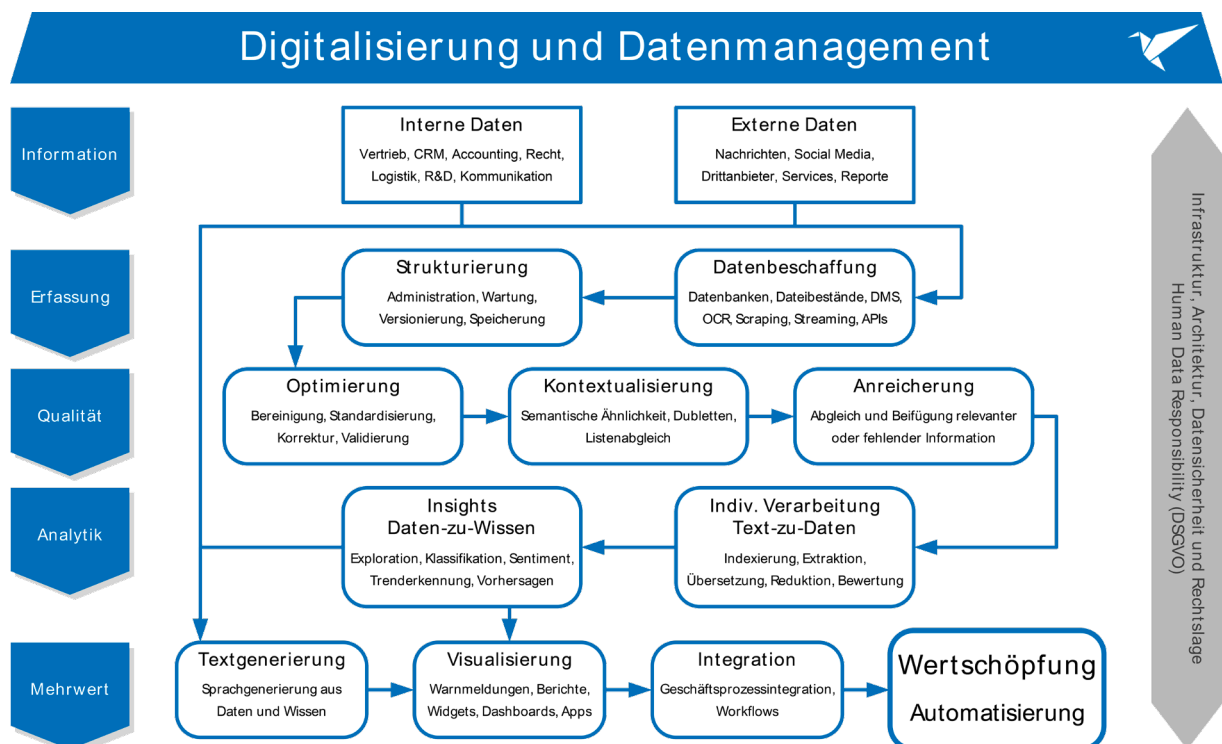 Digitalisierung und Datenmanagement
Information
Interne Daten
Vertrieb, CRM, Accounting, Recht,
Logistik, R&D, Kommunikation
Externe Daten
Nachrichten, Social Media,
Drittanbieter, Services, Reporte
Erfassung
Strukturierung
Administration, Wartung,
Versionierung, Speicherung
Datenbeschaffung
Datenbanken, Dateibestände, DMS,
OCR, Scraping, Streaming, APIs
Qualität
Optimierung
Bereinigung, Standardisierung,
Korrektur, Validierung
Kontextualisierung
Semantische Ähnlichkeit, Dubletten,
Listenabgleich
Anreicherung
Abgleich und Beifügung relevanter
oder fehlender Information
Analytik
Insights
Daten-zu-Wissen
Exploration, Klassifikation, Sentiment,
Trenderkennung, Vorhersagen
Indiv. Verarbeitung
Text-zu-Daten
Indexierung, Extraktion,
Übersetzung, Reduktion, Bewertung
Mehrwert
Textgenerierung
Sprachgenerierung aus
Daten und Wissen
Visualisierung
Warnmeldungen, Berichte,
Widgets, Dashboards, Apps
Integration
Geschäftsprozessintegration,
Workflows
Wertschöpfung
Automatisierung
Infrastruktur, Architektur, Datensicherheit und Rechtslage
Human Data Responsibility (DSGVO)